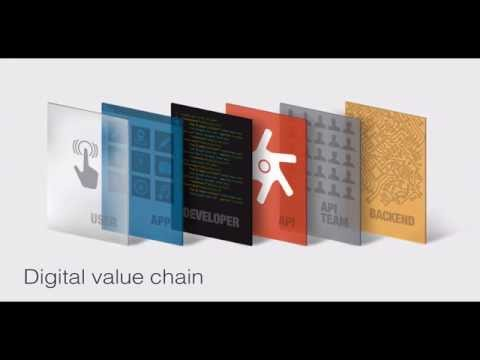 USER
APP
DEVELOPER
API
API
TEAM
BACKEND
Digital value chain